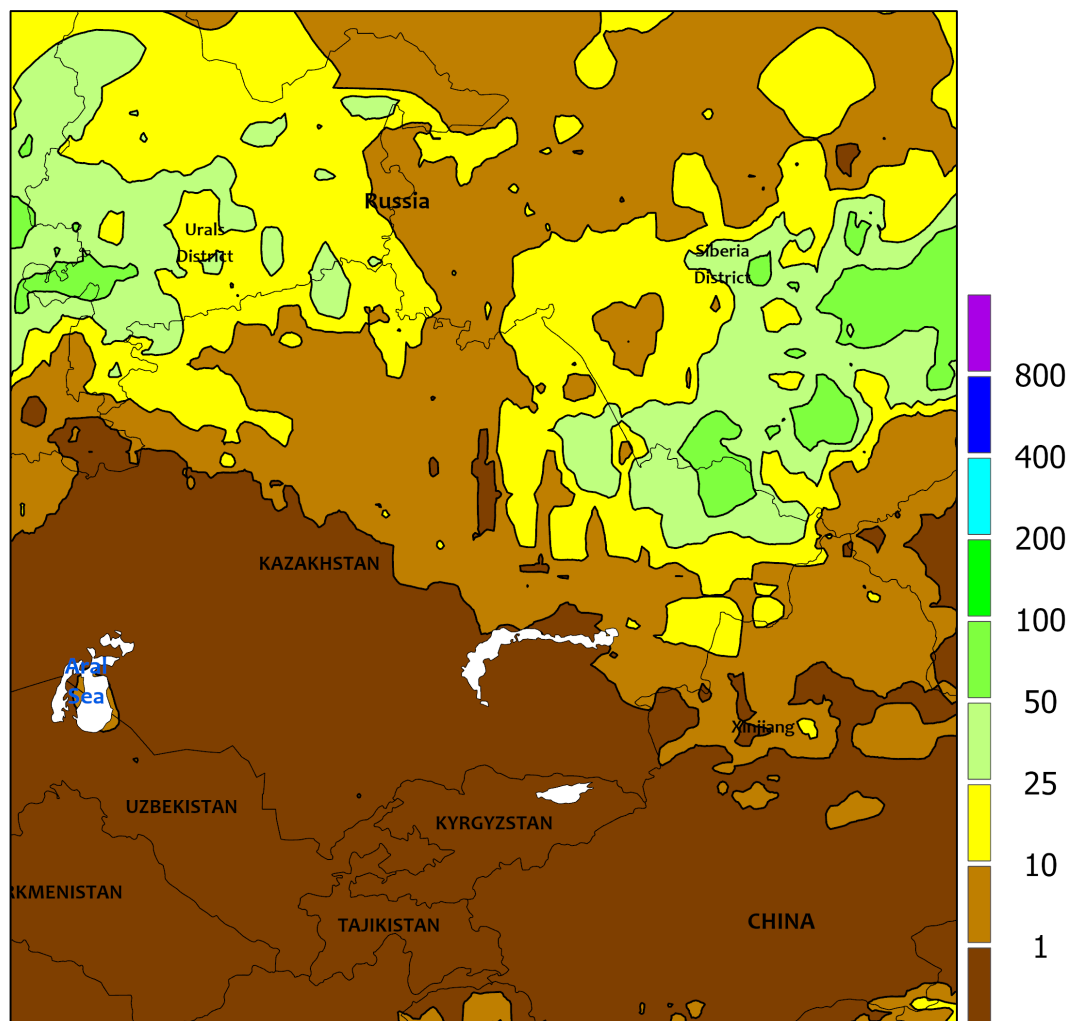 Russia
Urals
District
Siberia
District
800
400
200
100
50
25
10
1
KAZAKHSTAN
Aral
Sea
Xinjiang
UZBEKISTAN
KYRGYZSTAN
RKMENISTAN
TAJIKISTAN
CHINA